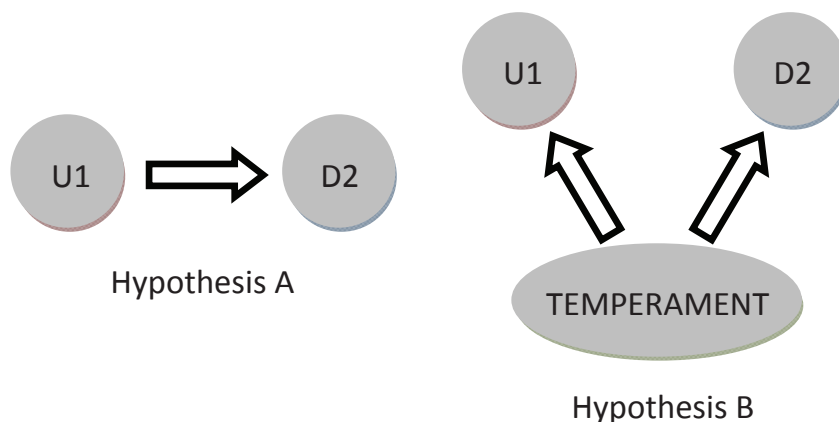 U1
D2
Hypothesis A
U1
D2
TEMPERAMENT
Hypothesis B